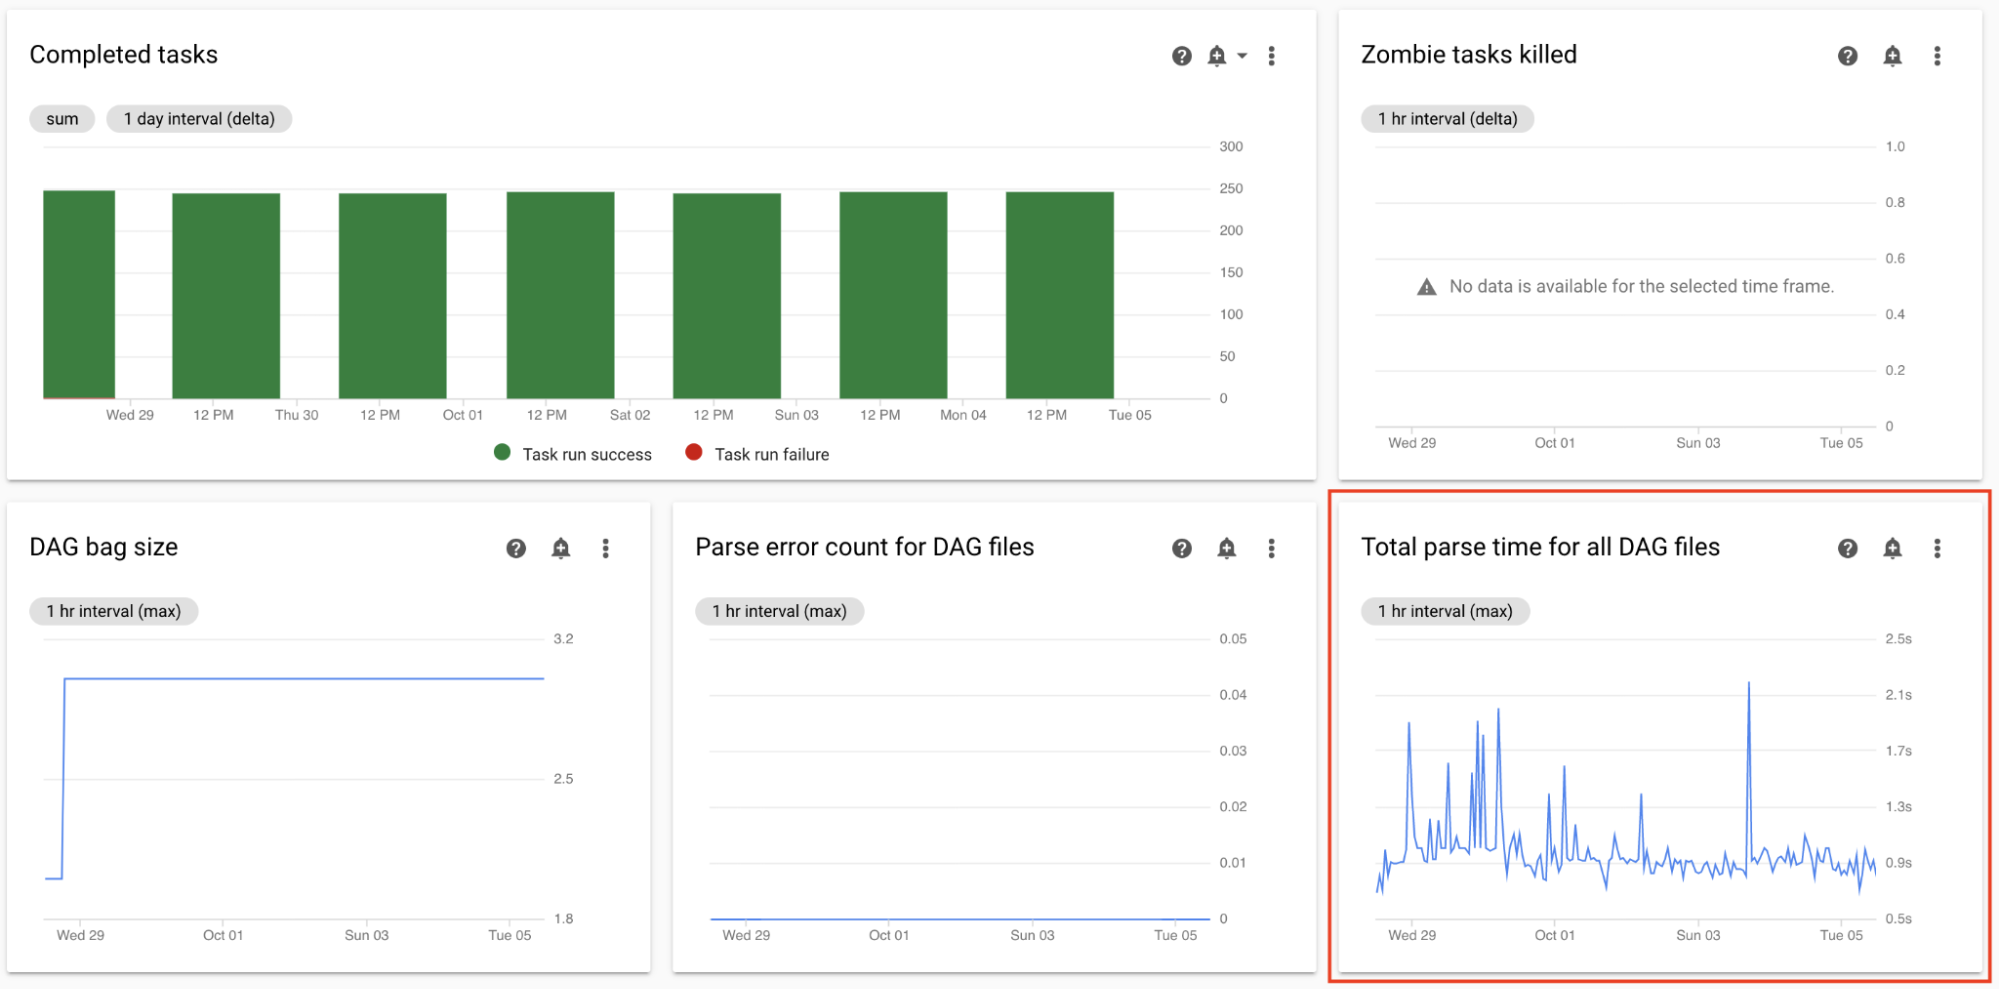 Completed tasks
sum
1 day interval (delta)
300
250
200
150
100
50
0
Wed 29
12 PM
Thu 30
12 PM
Oct 01
12 PM
Sat 02
12 PM
Sun 03
12 PM
Mon 04
12 PM
Tue 05
Task run success
Task run failure
Zombie tasks killed
1 hr interval (delta)
1.0
0.8
0.6
No data is available for the selected time frame.
0.4
0.2
0
Wed 29
Oct 01
Sun 03
Tue 05
DAG bag size
1 hr interval (max)
3.2
2.5
1.8
Wed 29
Oct 01
Sun 03
Tue 05
Parse error count for DAG files
1 hr interval (max)
0.05
0.04
0.03
0.02
0.01
0
Wed 29
Oct 01
Sun 03
Tue 05
Total parse time for all DAG files
1 hr interval (max)
2.5s
2.1s
1.7s
1.3s
0.9s
0.5s
Wed 29
Oct 01
Sun 03
Tue 05